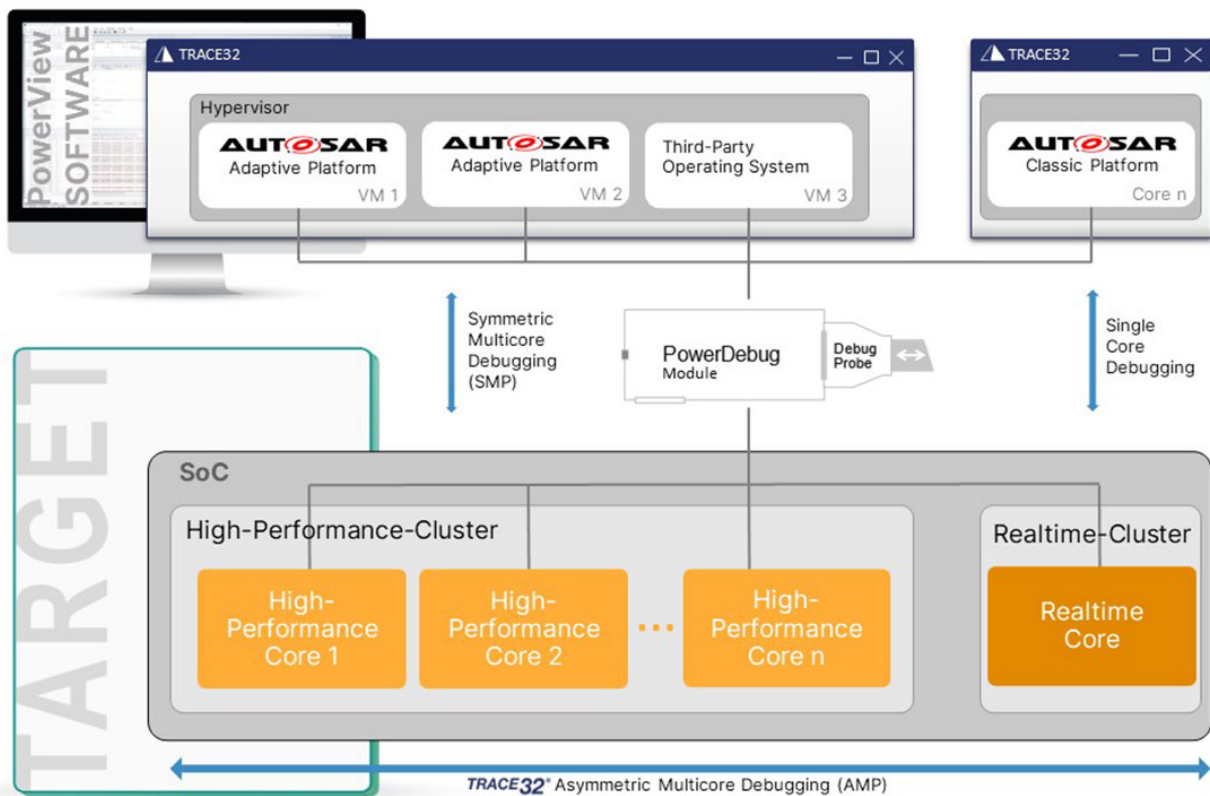 PowerView
SOFTWARE
TRACE32
Hypervisor
AUTOSAR
Adaptive Platform
VM 1
AUTOSAR
Adaptive Platform
VM 2
Third-Party
Operating System
VM 3
TRACE32
AUTOSAR
Classic Platform
Core n
Symmetric
Multicore
Debugging
(SMP)
PowerDebug
Module
Debug
Probe
Single
Core
Debugging
TARGET
SoC
High-Performance-Cluster
High-
Performance
Core 1
High-
Performance
Core 2
...
High-
Performance
Core n
Realtime-Cluster
Realtime
Core
TRACE32® Asymmetric Multicore Debugging (AMP)